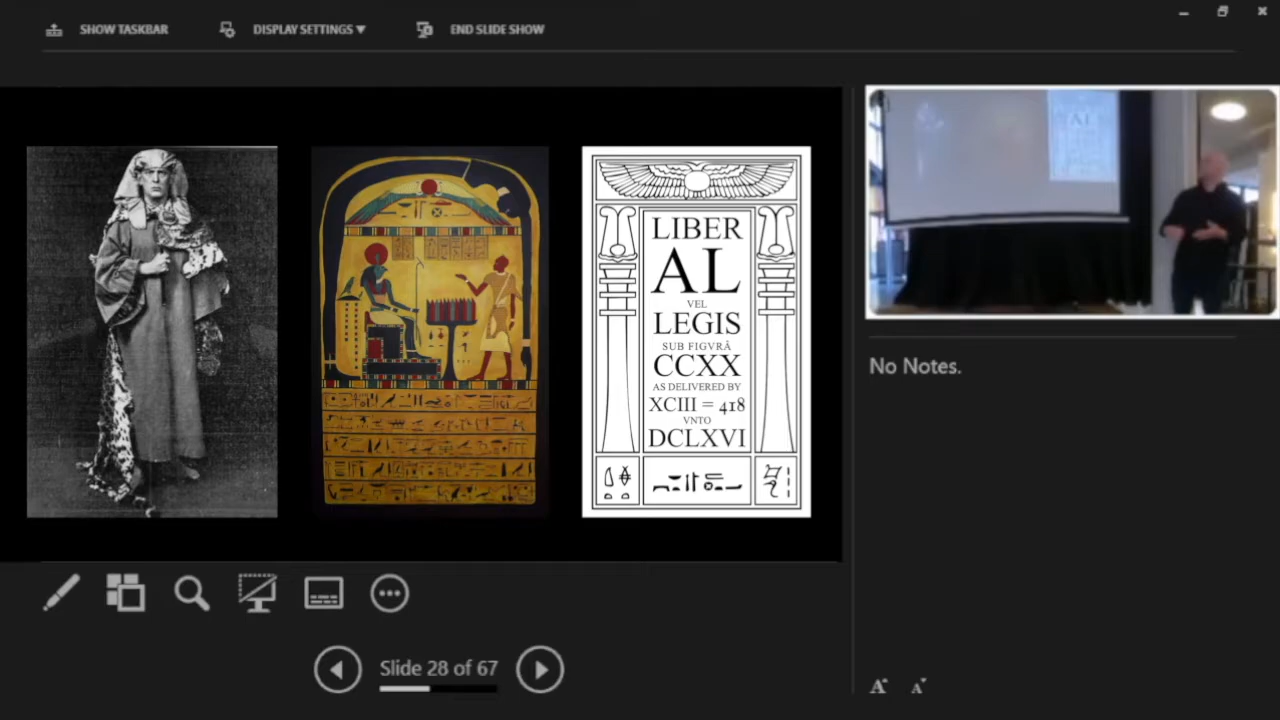 SHOW TASKBAR
DISPLAY SETTINGS ▼
END SLIDE SHOW
LIBER
AL
VEL
LEGIS
SUB FIGVRÂ
CCXX
AS DELIVERED BY
XCIII = 418
VNTO
DCLXVI
AL
No Notes.
Slide 28 of 67
A
A